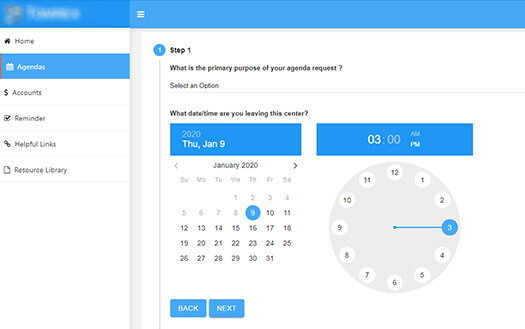 Home
Agendas
$ Accounts
Reminder
Helpful Links
Resource Library
1 Step 1
What is the primary purpose of your agenda request ?
Select an Option
What date/time are you leaving this center?
2020
Thu, Jan 9
< January 2020 >
Su Mo Tu We Th Fr Sa
1 2 3 4
5 6 7 8 9 10 11
12 13 14 15 16 17 18
19 20 21 22 23 24 25
26 27 28 29 30 31
03:00 AM
PM
12
11 1
10 2
9 3
8 4
7 5
6
BACK NEXT